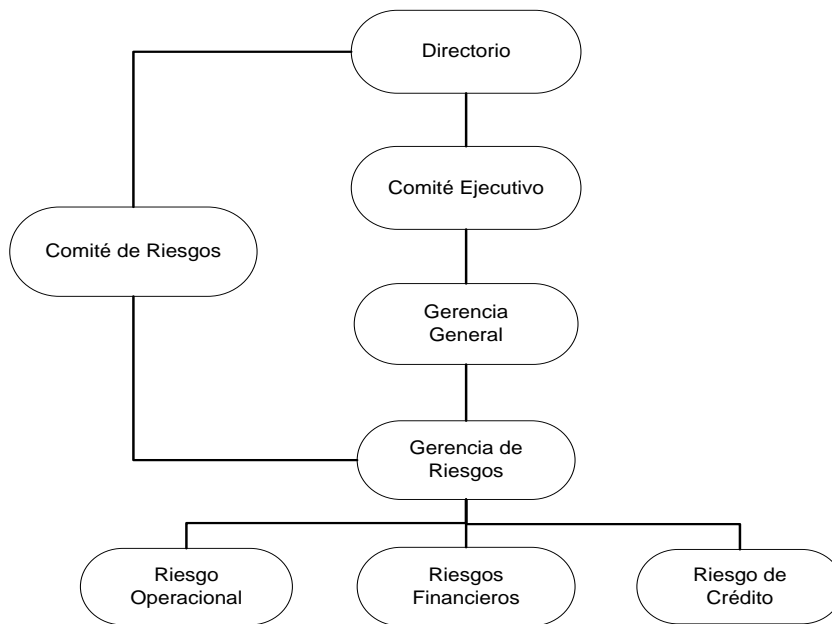 Directorio
Comité Ejecutivo
Comité de Riesgos
Gerencia
General
Gerencia de
Riesgos
Riesgo
Operacional
Riesgos
Financieros
Riesgo de
Crédito